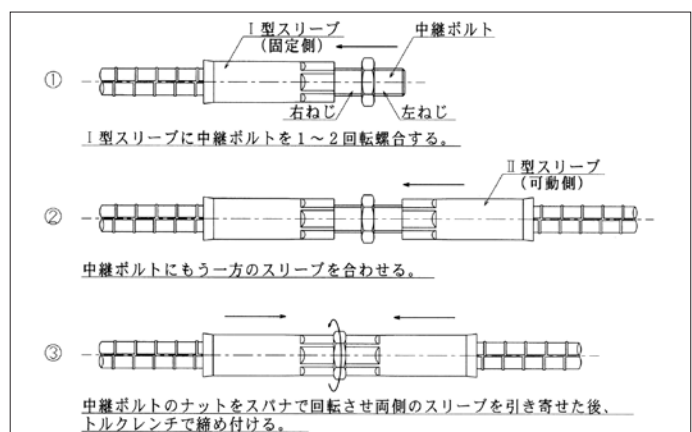 Ⅰ型スリーブ
(固定側)
中継ボルト
①
右ねじ
左ねじ
Ⅰ型スリーブに中継ボルトを1～2回転螺合する。
Ⅱ型スリーブ
(可動側)
②
中継ボルトにもう一方のスリーブを合わせる。
③
中継ボルトのナットをスパナで回転させ両側のスリーブを引き寄せた後、
トルクレンチで締め付ける。